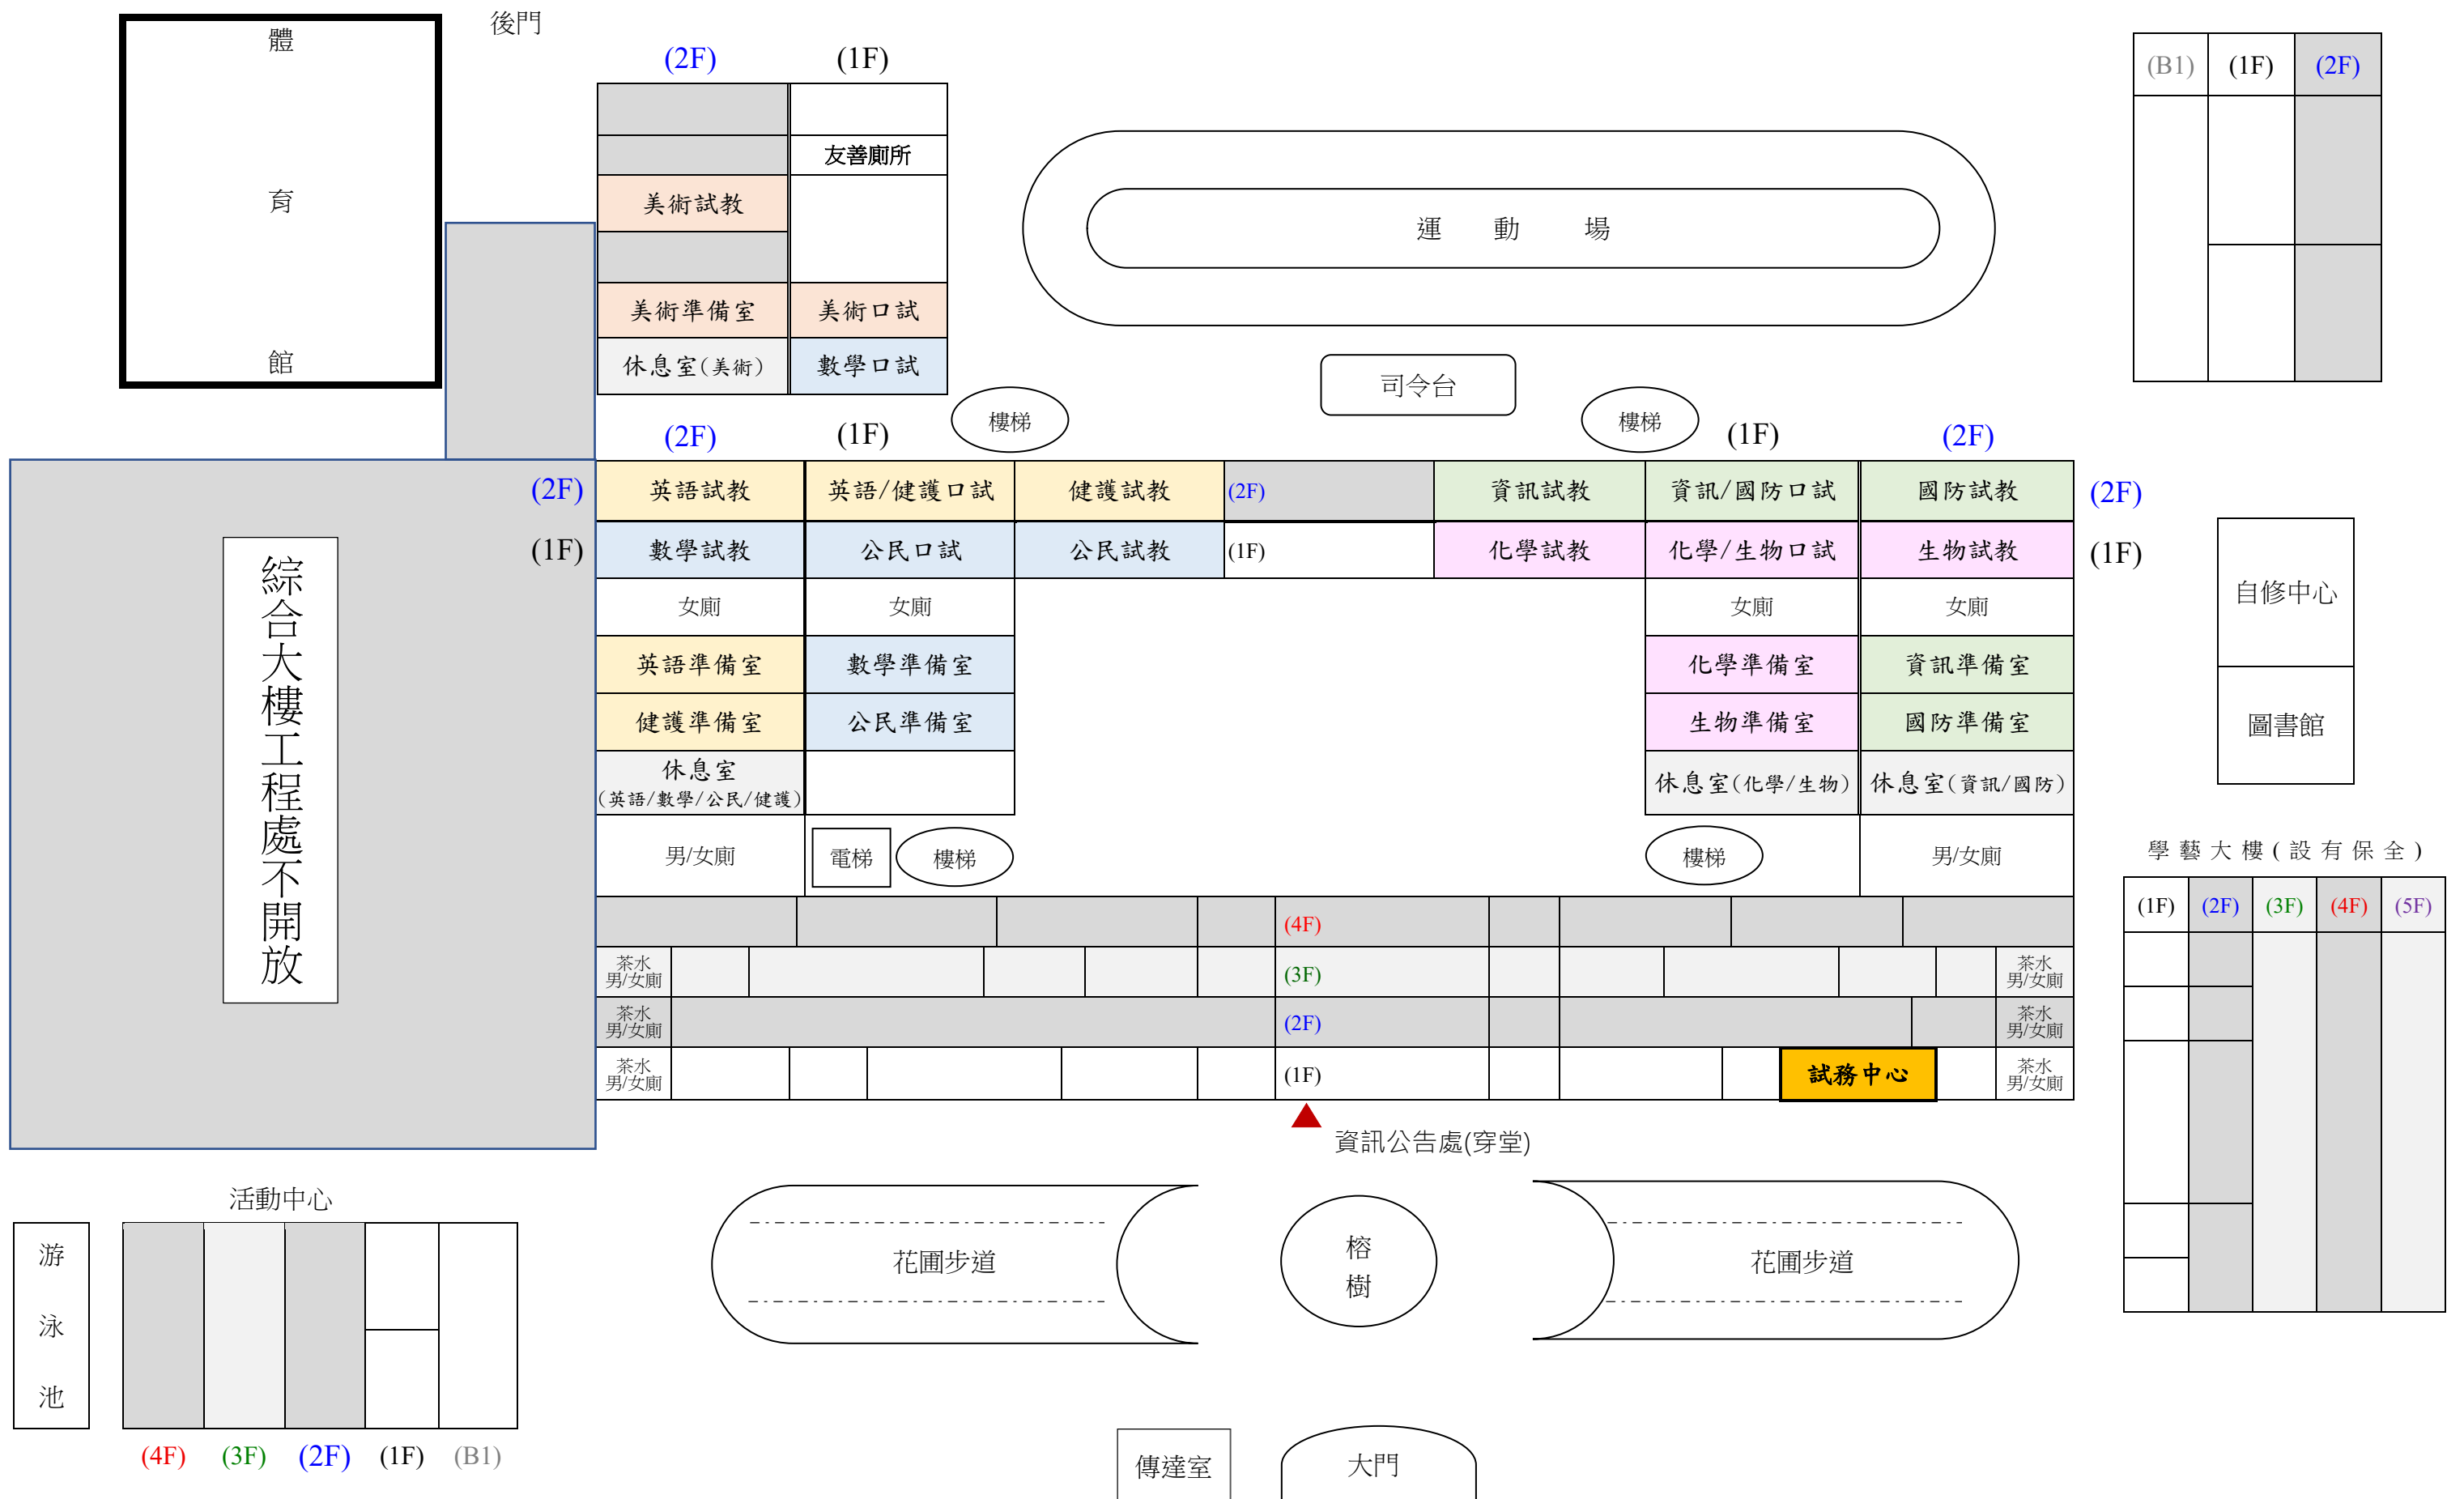 後門
體
育
館
(2F)
(1F)
友善廁所
美術試教
美術準備室
美術口試
休息室(美術)
數學口試
運 動 場
司令台
樓梯
樓梯
(B1)
(1F)
(2F)
(2F)
(1F)
(1F)
(2F)
(2F)
英語試教
英語/健護口試
健護試教
(2F)
資訊試教
資訊/國防口試
國防試教
(2F)
(1F)
數學試教
公民口試
公民試教
(1F)
化學試教
化學/生物口試
生物試教
(1F)
女廁
女廁
女廁
女廁
英語準備室
數學準備室
化學準備室
資訊準備室
健護準備室
公民準備室
生物準備室
國防準備室
休息室
(英語/數學/公民/健護)
休息室(化學/生物)
休息室(資訊/國防)
男/女廁
電梯
樓梯
樓梯
男/女廁
綜合大樓工程處不開放
自修中心
圖書館
(4F)
茶水
男/女廁
(3F)
茶水
男/女廁
茶水
男/女廁
(2F)
茶水
男/女廁
茶水
男/女廁
(1F)
試務中心
茶水
男/女廁
資訊公告處(穿堂)
學藝大樓(設有保全)
(1F)
(2F)
(3F)
(4F)
(5F)
活動中心
游
泳
池
(4F)
(3F)
(2F)
(1F)
(B1)
花圃步道
榕
樹
花圃步道
傳達室
大門